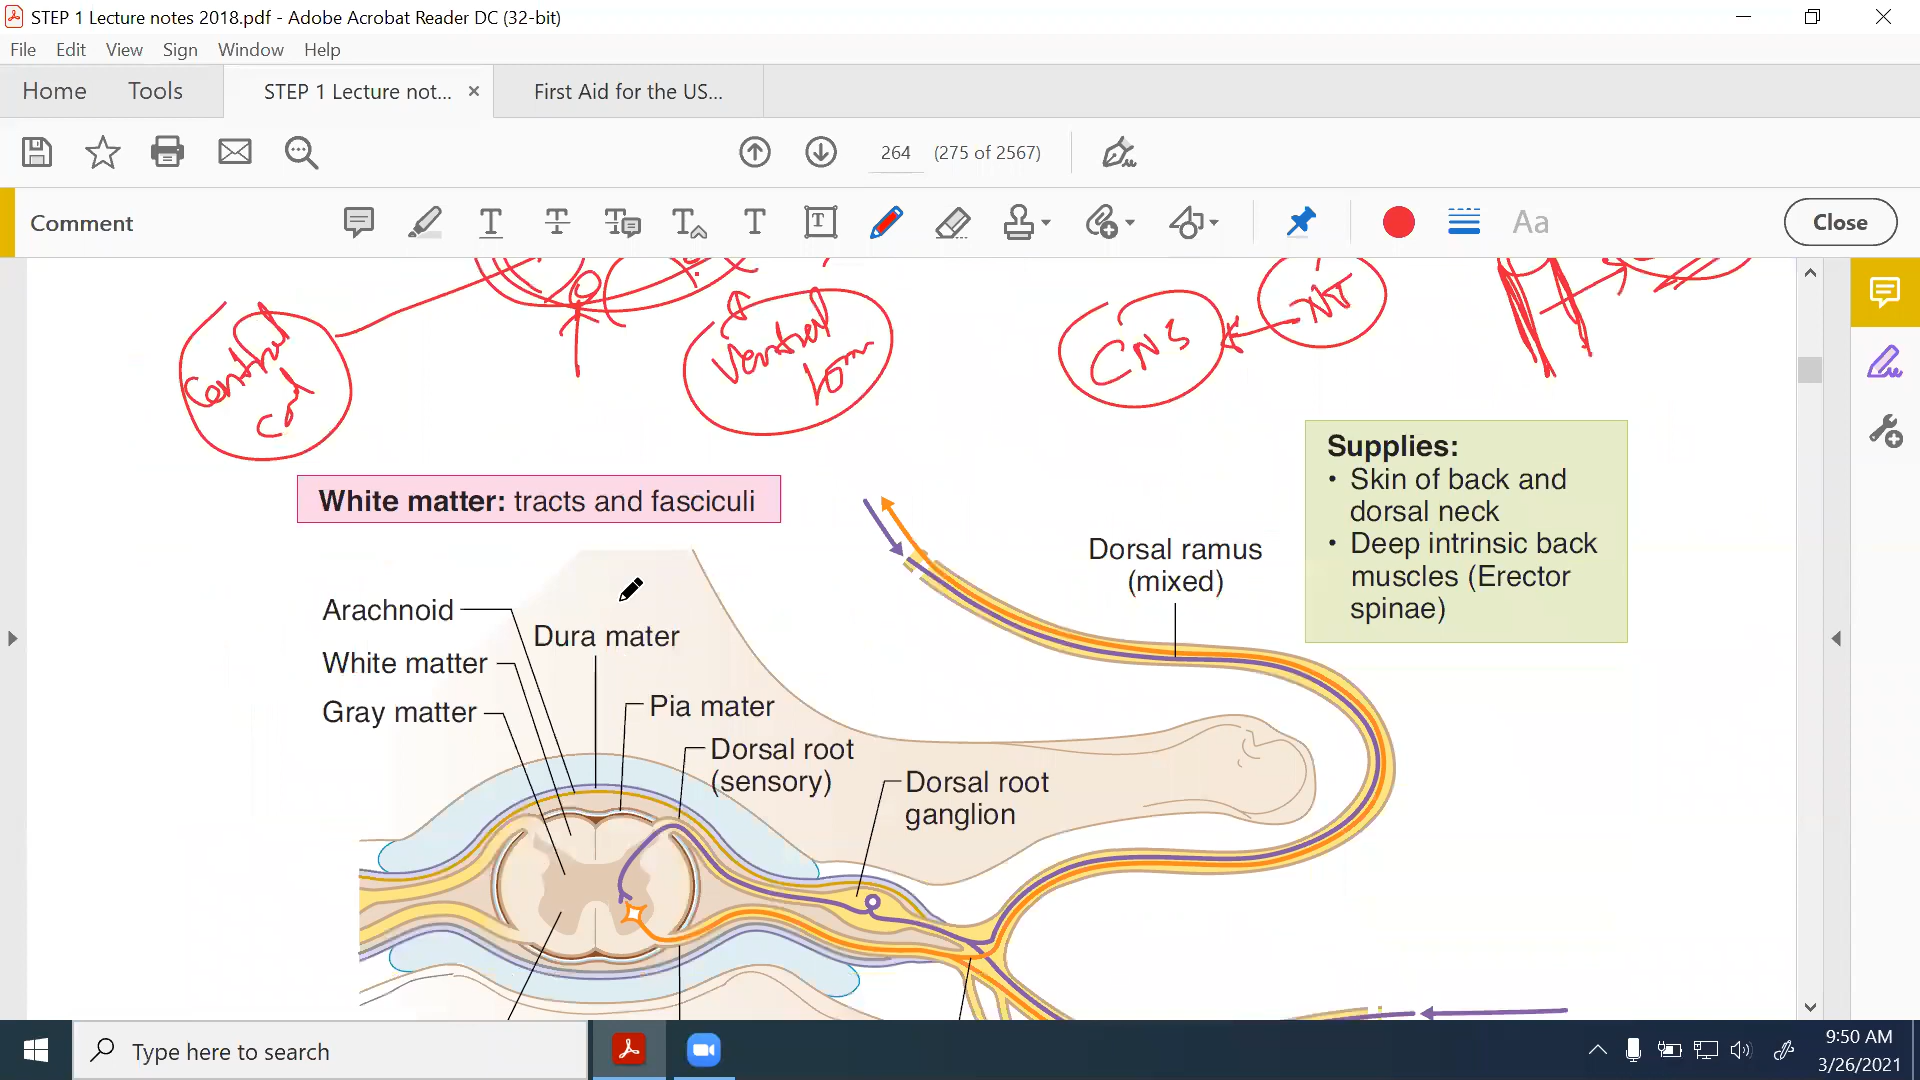 STEP 1 Lecture notes 2018.pdf - Adobe Acrobat Reader DC (32-bit)
File Edit View Sign Window Help
Home Tools STEP 1 Lecture not... × First Aid for the US...
264 (275 of 2567)
Comment Aa Close
Central
NT
CNS
Ventral
White matter: tracts and fasciculi
Supplies:
• Skin of back and
dorsal neck
• Deep intrinsic back
muscles (Erector
spinae)
Dorsal ramus
(mixed)
Arachnoid
Dura mater
White matter
Gray matter
Pia mater
Dorsal root
(sensory)
Dorsal root
ganglion
Type here to search
9:50 AM
3/26/2021